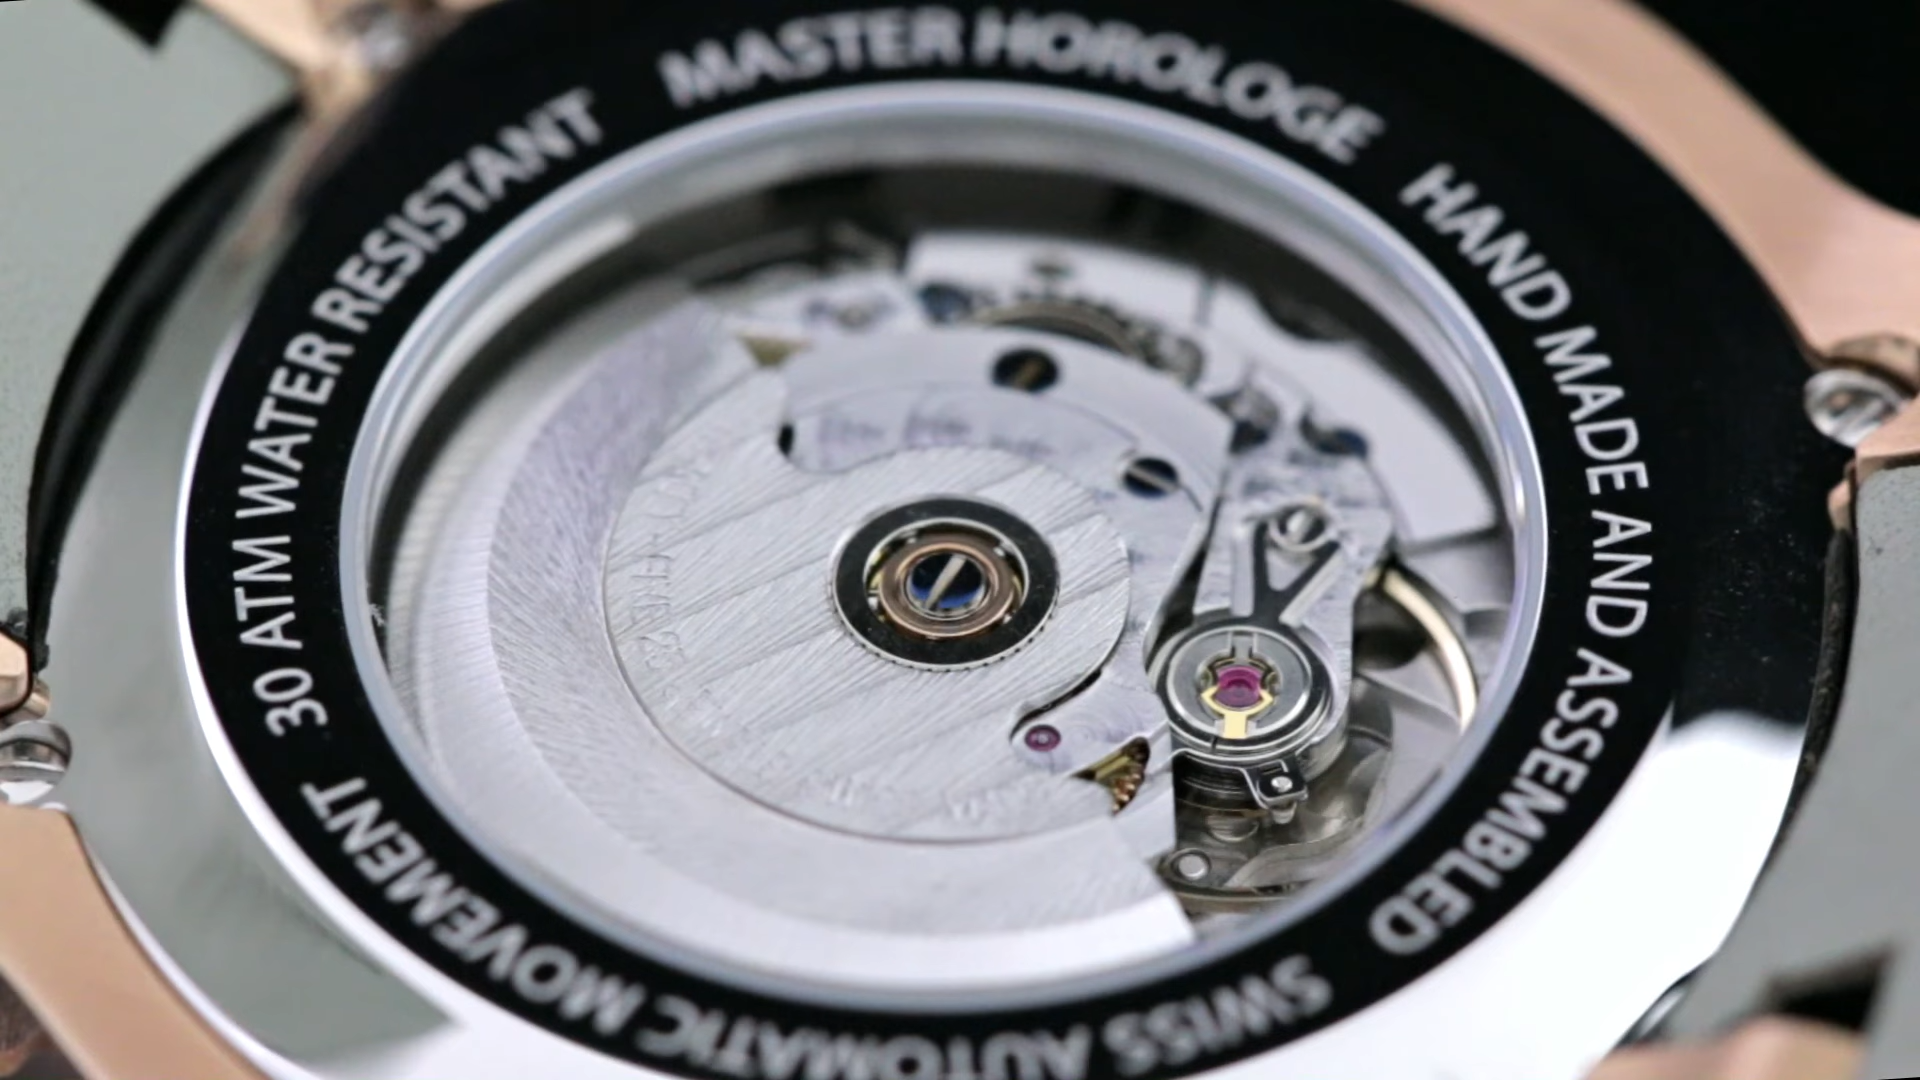 MASTER HOROLOGE
HAND MADE AND ASSEMBLED
SWISS AUTOMATIC MOVEMENT
30 ATM WATER RESISTANT